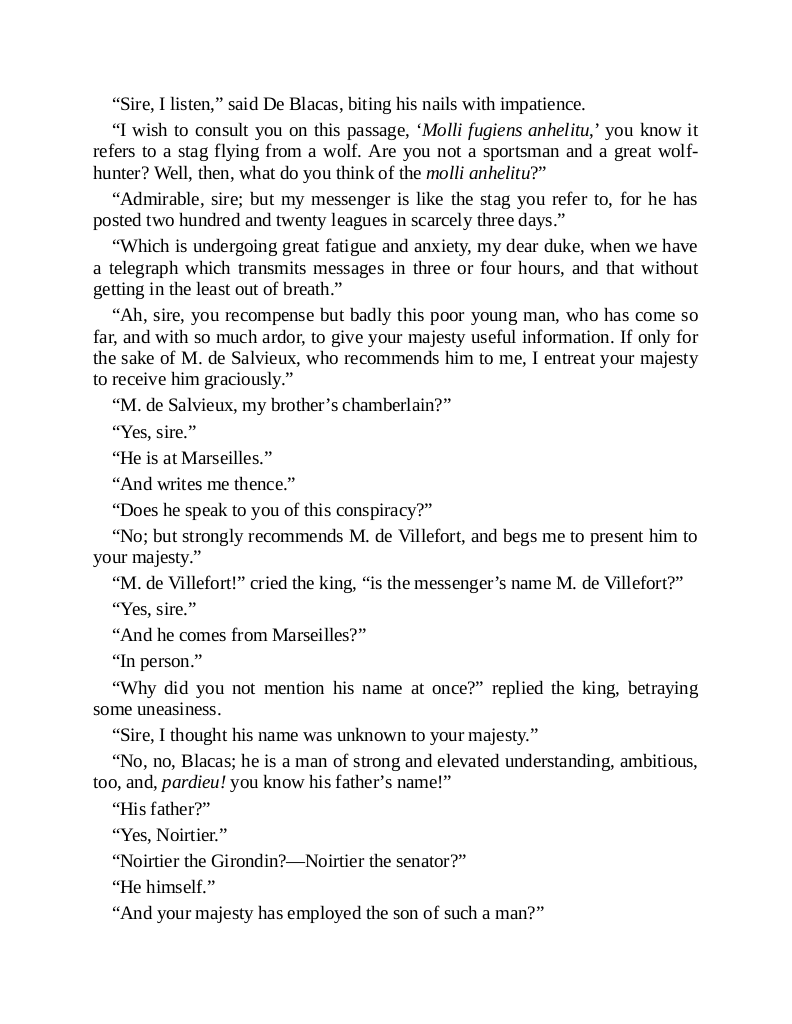 “Sire, I listen,” said De Blacas, biting his nails with impatience.
“I wish to consult you on this passage, ‘Molli fugiens anhelitu,’ you know it
refers to a stag flying from a wolf. Are you not a sportsman and a great wolf-
hunter? Well, then, what do you think of the molli anhelitu?”
“Admirable, sire; but my messenger is like the stag you refer to, for he has
posted two hundred and twenty leagues in scarcely three days.”
“Which is undergoing great fatigue and anxiety, my dear duke, when we have
a telegraph which transmits messages in three or four hours, and that without
getting in the least out of breath.”
“Ah, sire, you recompense but badly this poor young man, who has come so
far, and with so much ardor, to give your majesty useful information. If only for
the sake of M. de Salvieux, who recommends him to me, I entreat your majesty
to receive him graciously.”
“M. de Salvieux, my brother’s chamberlain?”
“Yes, sire.”
“He is at Marseilles.”
“And writes me thence.”
“Does he speak to you of this conspiracy?”
“No; but strongly recommends M. de Villefort, and begs me to present him to
your majesty.”
“M. de Villefort!” cried the king, “is the messenger’s name M. de Villefort?”
“Yes, sire.”
“And he comes from Marseilles?”
“In person.”
“Why did you not mention his name at once?” replied the king, betraying
some uneasiness.
“Sire, I thought his name was unknown to your majesty.”
“No, no, Blacas; he is a man of strong and elevated understanding, ambitious,
too, and, pardieu! you know his father’s name!”
“His father?”
“Yes, Noirtier.”
“Noirtier the Girondin?—Noirtier the senator?”
“He himself.”
“And your majesty has employed the son of such a man?”